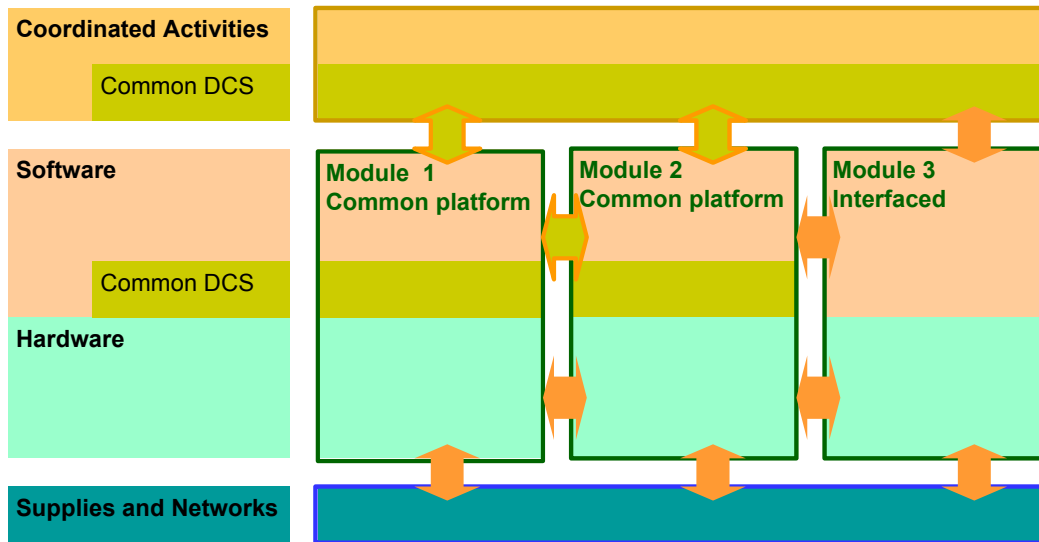 Coordinated Activities
Common DCS
Software
Common DCS
Hardware
Supplies and Networks
Module 1
Common platform
Module 2
Common platform
Module 3
Interfaced